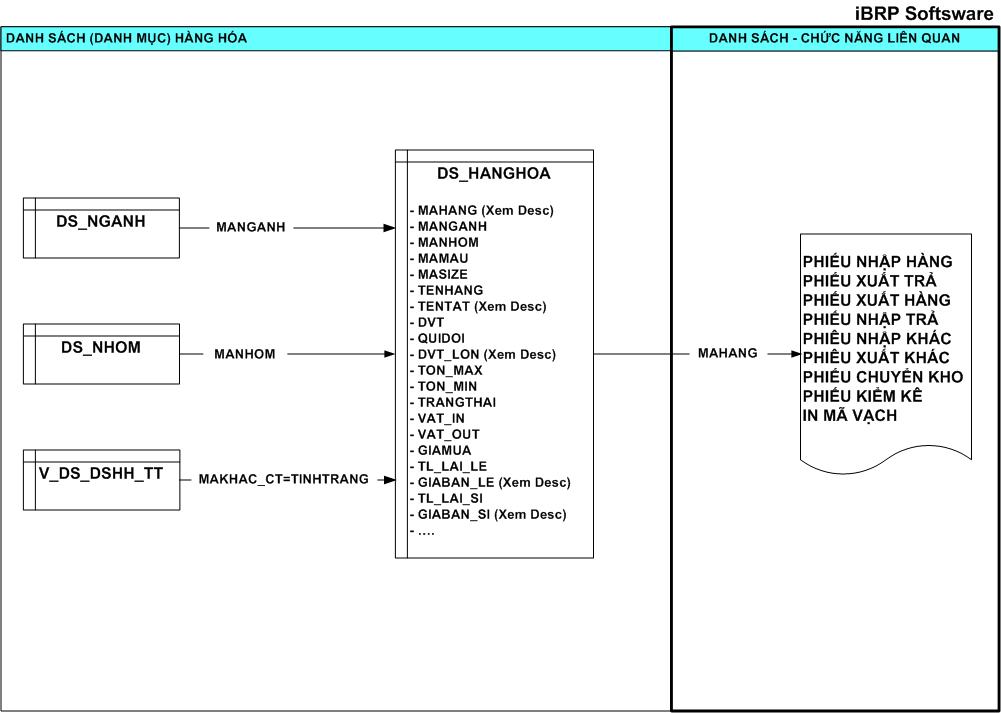 iBRP Softsware
DANH SÁCH (DANH MỤC) HÀNG HÓA
DANH SÁCH - CHỨC NĂNG LIÊN QUAN
DS_NGANH
MANGANH
DS_NHOM
MANHOM
V_DS_DSHH_TT
MAKHAC_CT=TINHTRANG
DS_HANGHOA
- MAHANG (Xem Desc)
- MANGANH
- MANHOM
- MAMAU
- MASIZE
- TENHANG
- TENTAT (Xem Desc)
- DVT
- QUIDOI
- DVT_LON (Xem Desc)
- TON_MAX
- TON_MIN
- TRANGTHAI
- VAT_IN
- VAT_OUT
- GIAMUA
- TL_LAI_LE
- GIABAN_LE (Xem Desc)
- TL_LAI_SI
- GIABAN_SI (Xem Desc)
- ....
MAHANG
PHIẾU NHẬP HÀNG
PHIẾU XUẤT TRẢ
PHIẾU XUẤT HÀNG
PHIẾU NHẬP TRẢ
PHIẾU NHẬP KHÁC
PHIẾU XUẤT KHÁC
PHIẾU CHUYỂN KHO
PHIẾU KIỂM KÊ
IN MÃ VẠCH